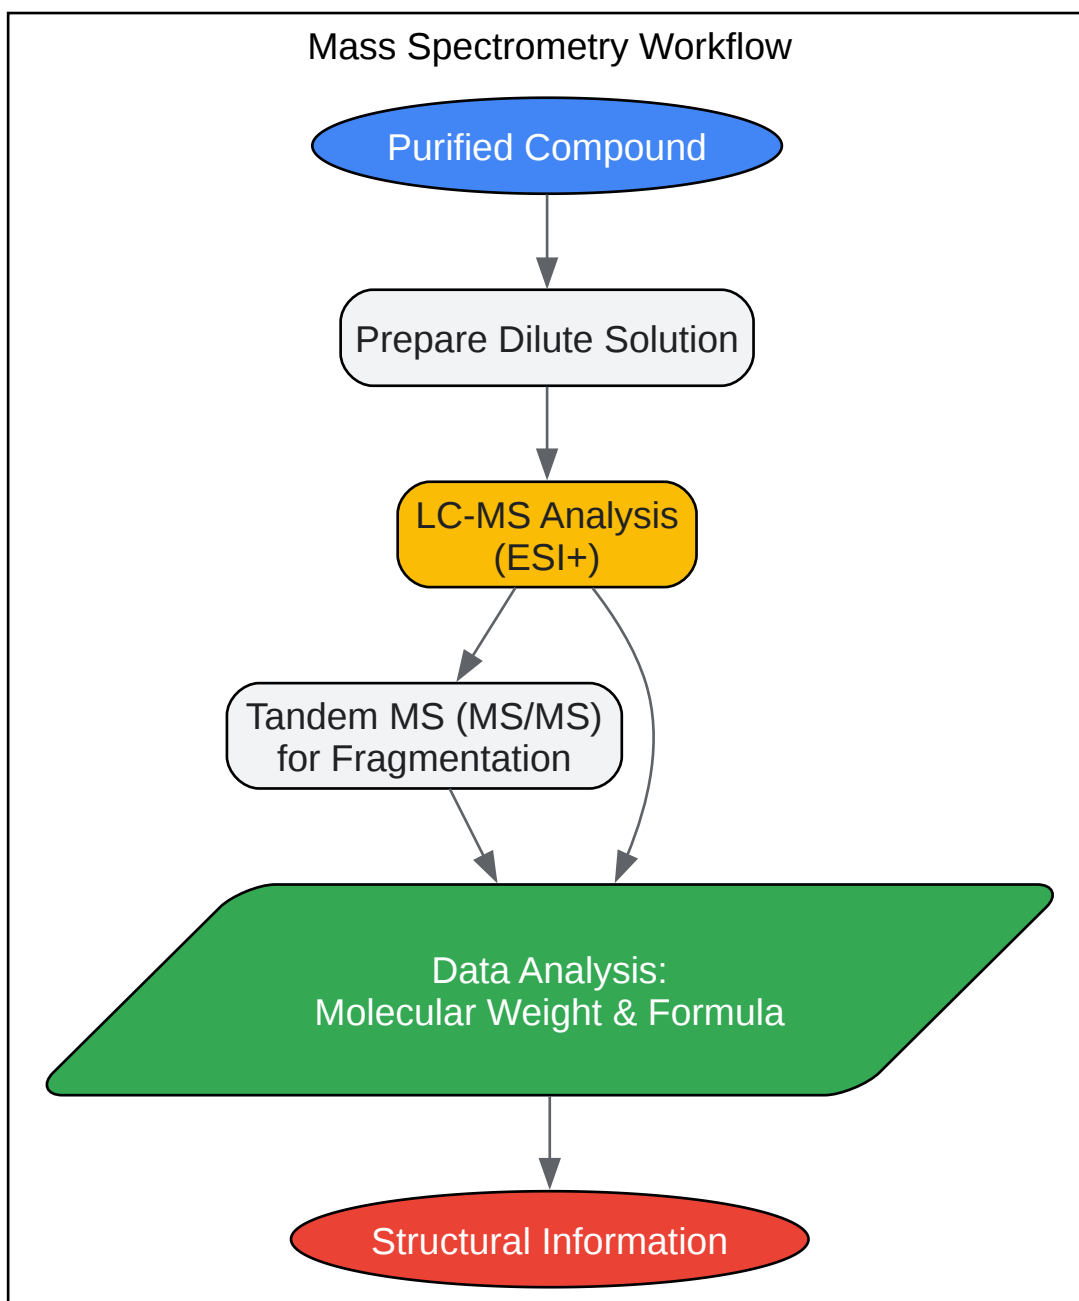 Mass Spectrometry Workflow
Purified Compound
Prepare Dilute Solution
LC-MS Analysis
(ESI+)
Tandem MS (MS/MS)
for Fragmentation
Data Analysis:
Molecular Weight & Formula
Structural Information